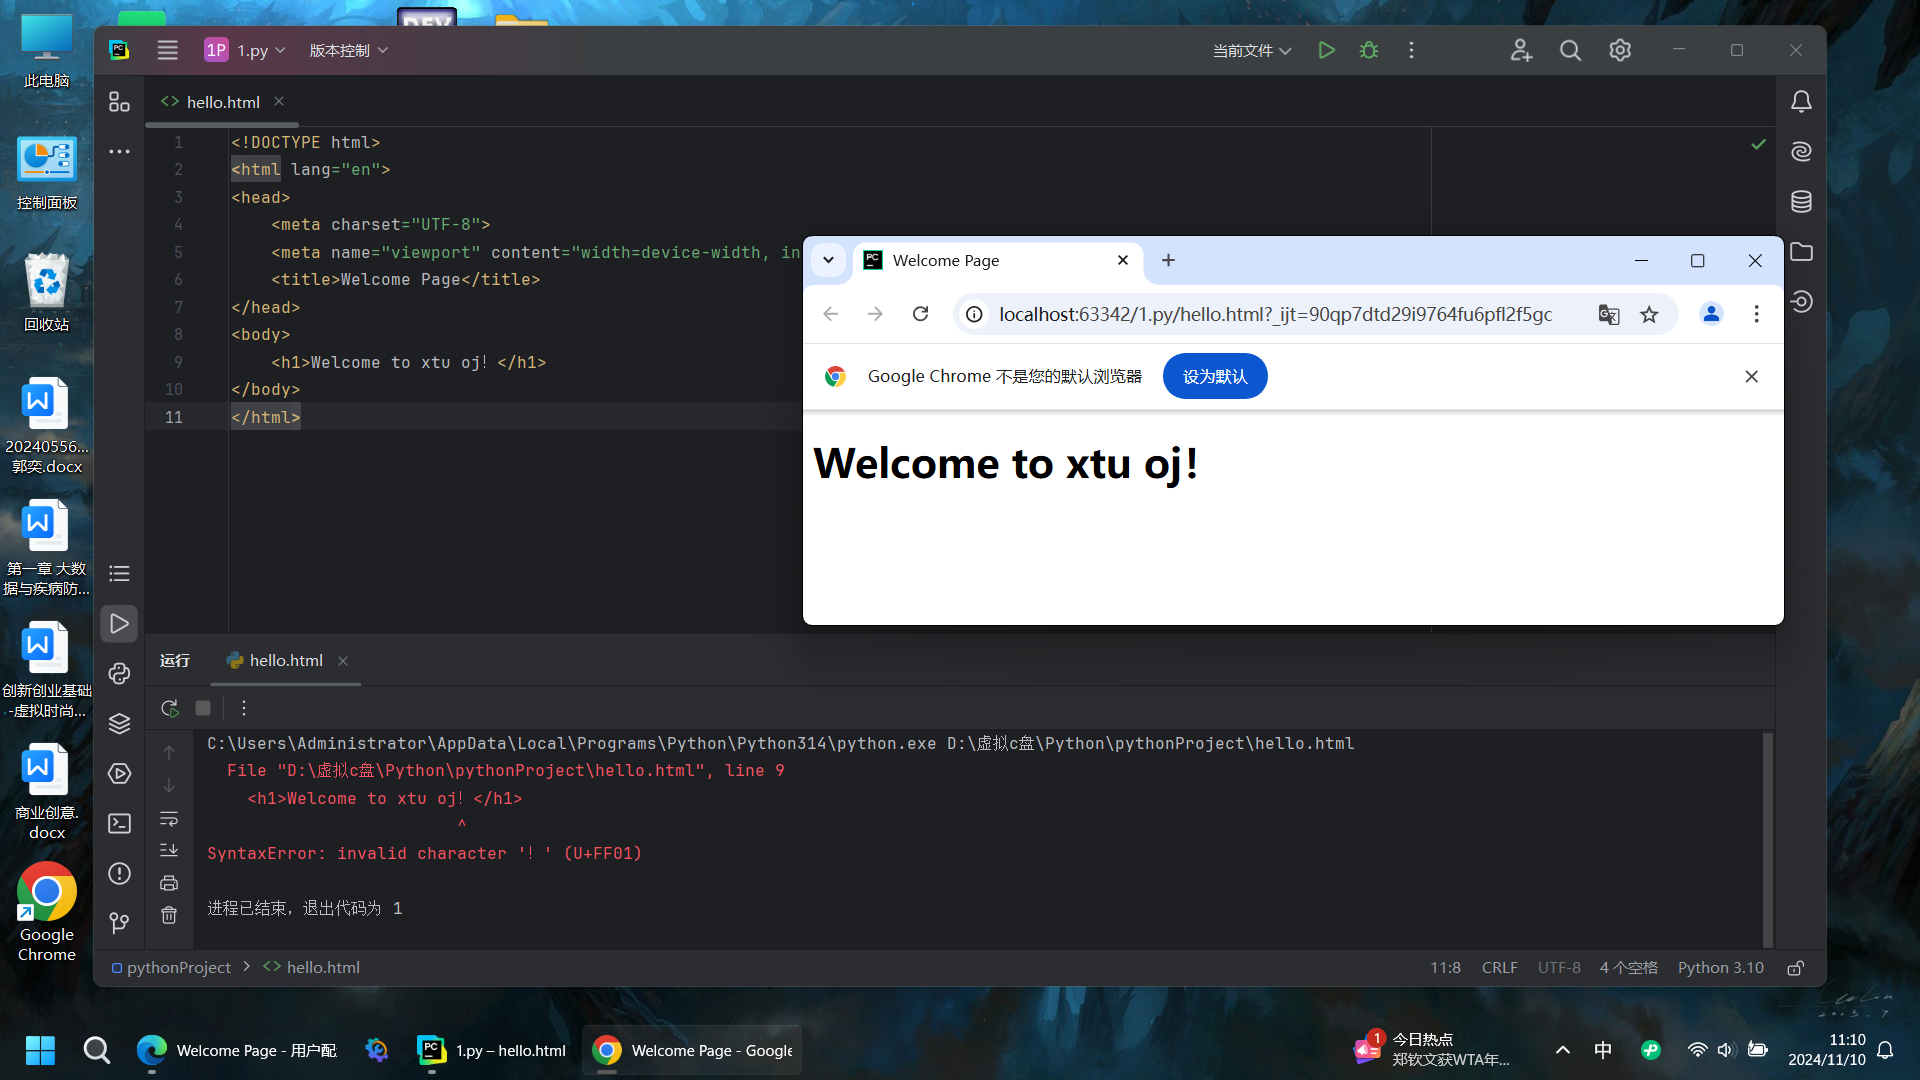 此电脑
控制面板
回收站
20240556...
郭奕.docx
第一章 大数
据与疾病防...
创新创业基础
-虚拟时尚...
商业创意.
docx
Google
Chrome
DEV
PC
1P 1.py
版本控制
当前文件
hello.html
1 <!DOCTYPE html>
2 <html lang="en">
3 <head>
4 <meta charset="UTF-8">
5 <meta name="viewport" content="width=device-width, in
6 <title>Welcome Page</title>
7 </head>
8 <body>
9 <h1>Welcome to xtu oj！</h1>
10 </body>
11 </html>
Welcome Page
localhost:63342/1.py/hello.html?_ijt=90qp7dtd29i9764fu6pfl2f5gc
Google Chrome 不是您的默认浏览器
设为默认
Welcome to xtu oj！
运行
hello.html
C:\Users\Administrator\AppData\Local\Programs\Python\Python314\python.exe D:\虚拟c盘\Python\pythonProject\hello.html
File "D:\虚拟c盘\Python\pythonProject\hello.html", line 9
<h1>Welcome to xtu oj！</h1>
^
SyntaxError: invalid character '！' (U+FF01)
进程已结束，退出代码为 1
pythonProject > hello.html
11:8 CRLF UTF-8 4 个空格 Python 3.10
Welcome Page - 用户配
1.py – hello.html
Welcome Page - Google
1
今日热点
郑钦文获WTA年...
中
11:10
2024/11/10